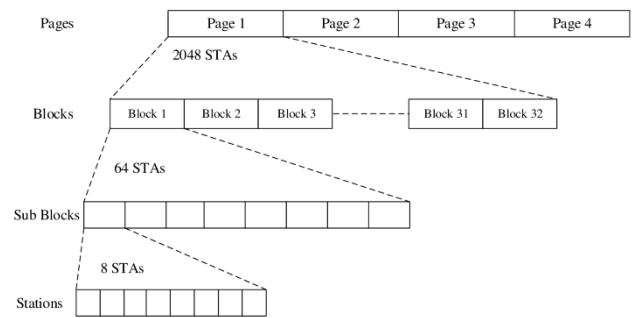 Pages Page 1 Page 2 Page 3 Page 4
2048 STAs
Blocks Block 1 Block 2 Block 3 Block 31 Block 32
64 STAs
Sub Blocks
8 STAs
Stations